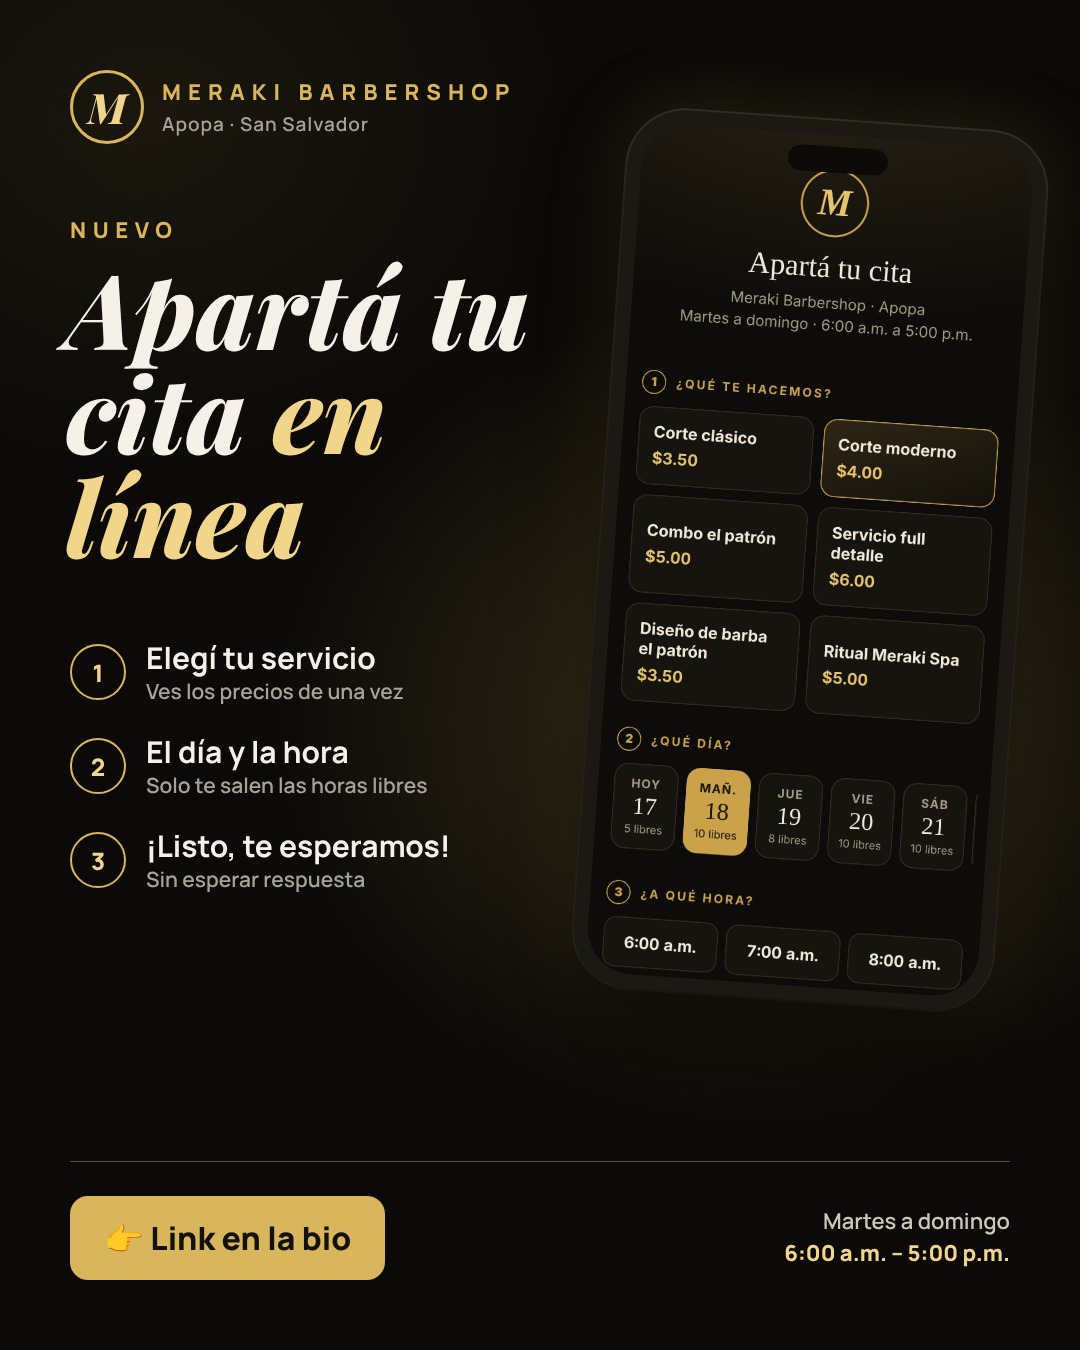 M
MERAKI BARBERSHOP
Apopa · San Salvador
NUEVO
Apartá tu
cita en
línea
1
Elegí tu servicio
Ves los precios de una vez
2
El día y la hora
Solo te salen las horas libres
3
¡Listo, te esperamos!
Sin esperar respuesta
M
Apartá tu cita
Meraki Barbershop · Apopa
Martes a domingo · 6:00 a.m. a 5:00 p.m.
1 ¿QUÉ TE HACEMOS?
Corte clásico
$3.50
Corte moderno
$4.00
Combo el patrón
$5.00
Servicio full
detalle
$6.00
Diseño de barba
el patrón
$3.50
Ritual Meraki Spa
$5.00
2 ¿QUÉ DÍA?
HOY
17
5 libres
MAÑ.
18
10 libres
JUE
19
8 libres
VIE
20
10 libres
SÁB
21
10 libres
3 ¿A QUÉ HORA?
6:00 a.m.
7:00 a.m.
8:00 a.m.
👉 Link en la bio
Martes a domingo
6:00 a.m. – 5:00 p.m.